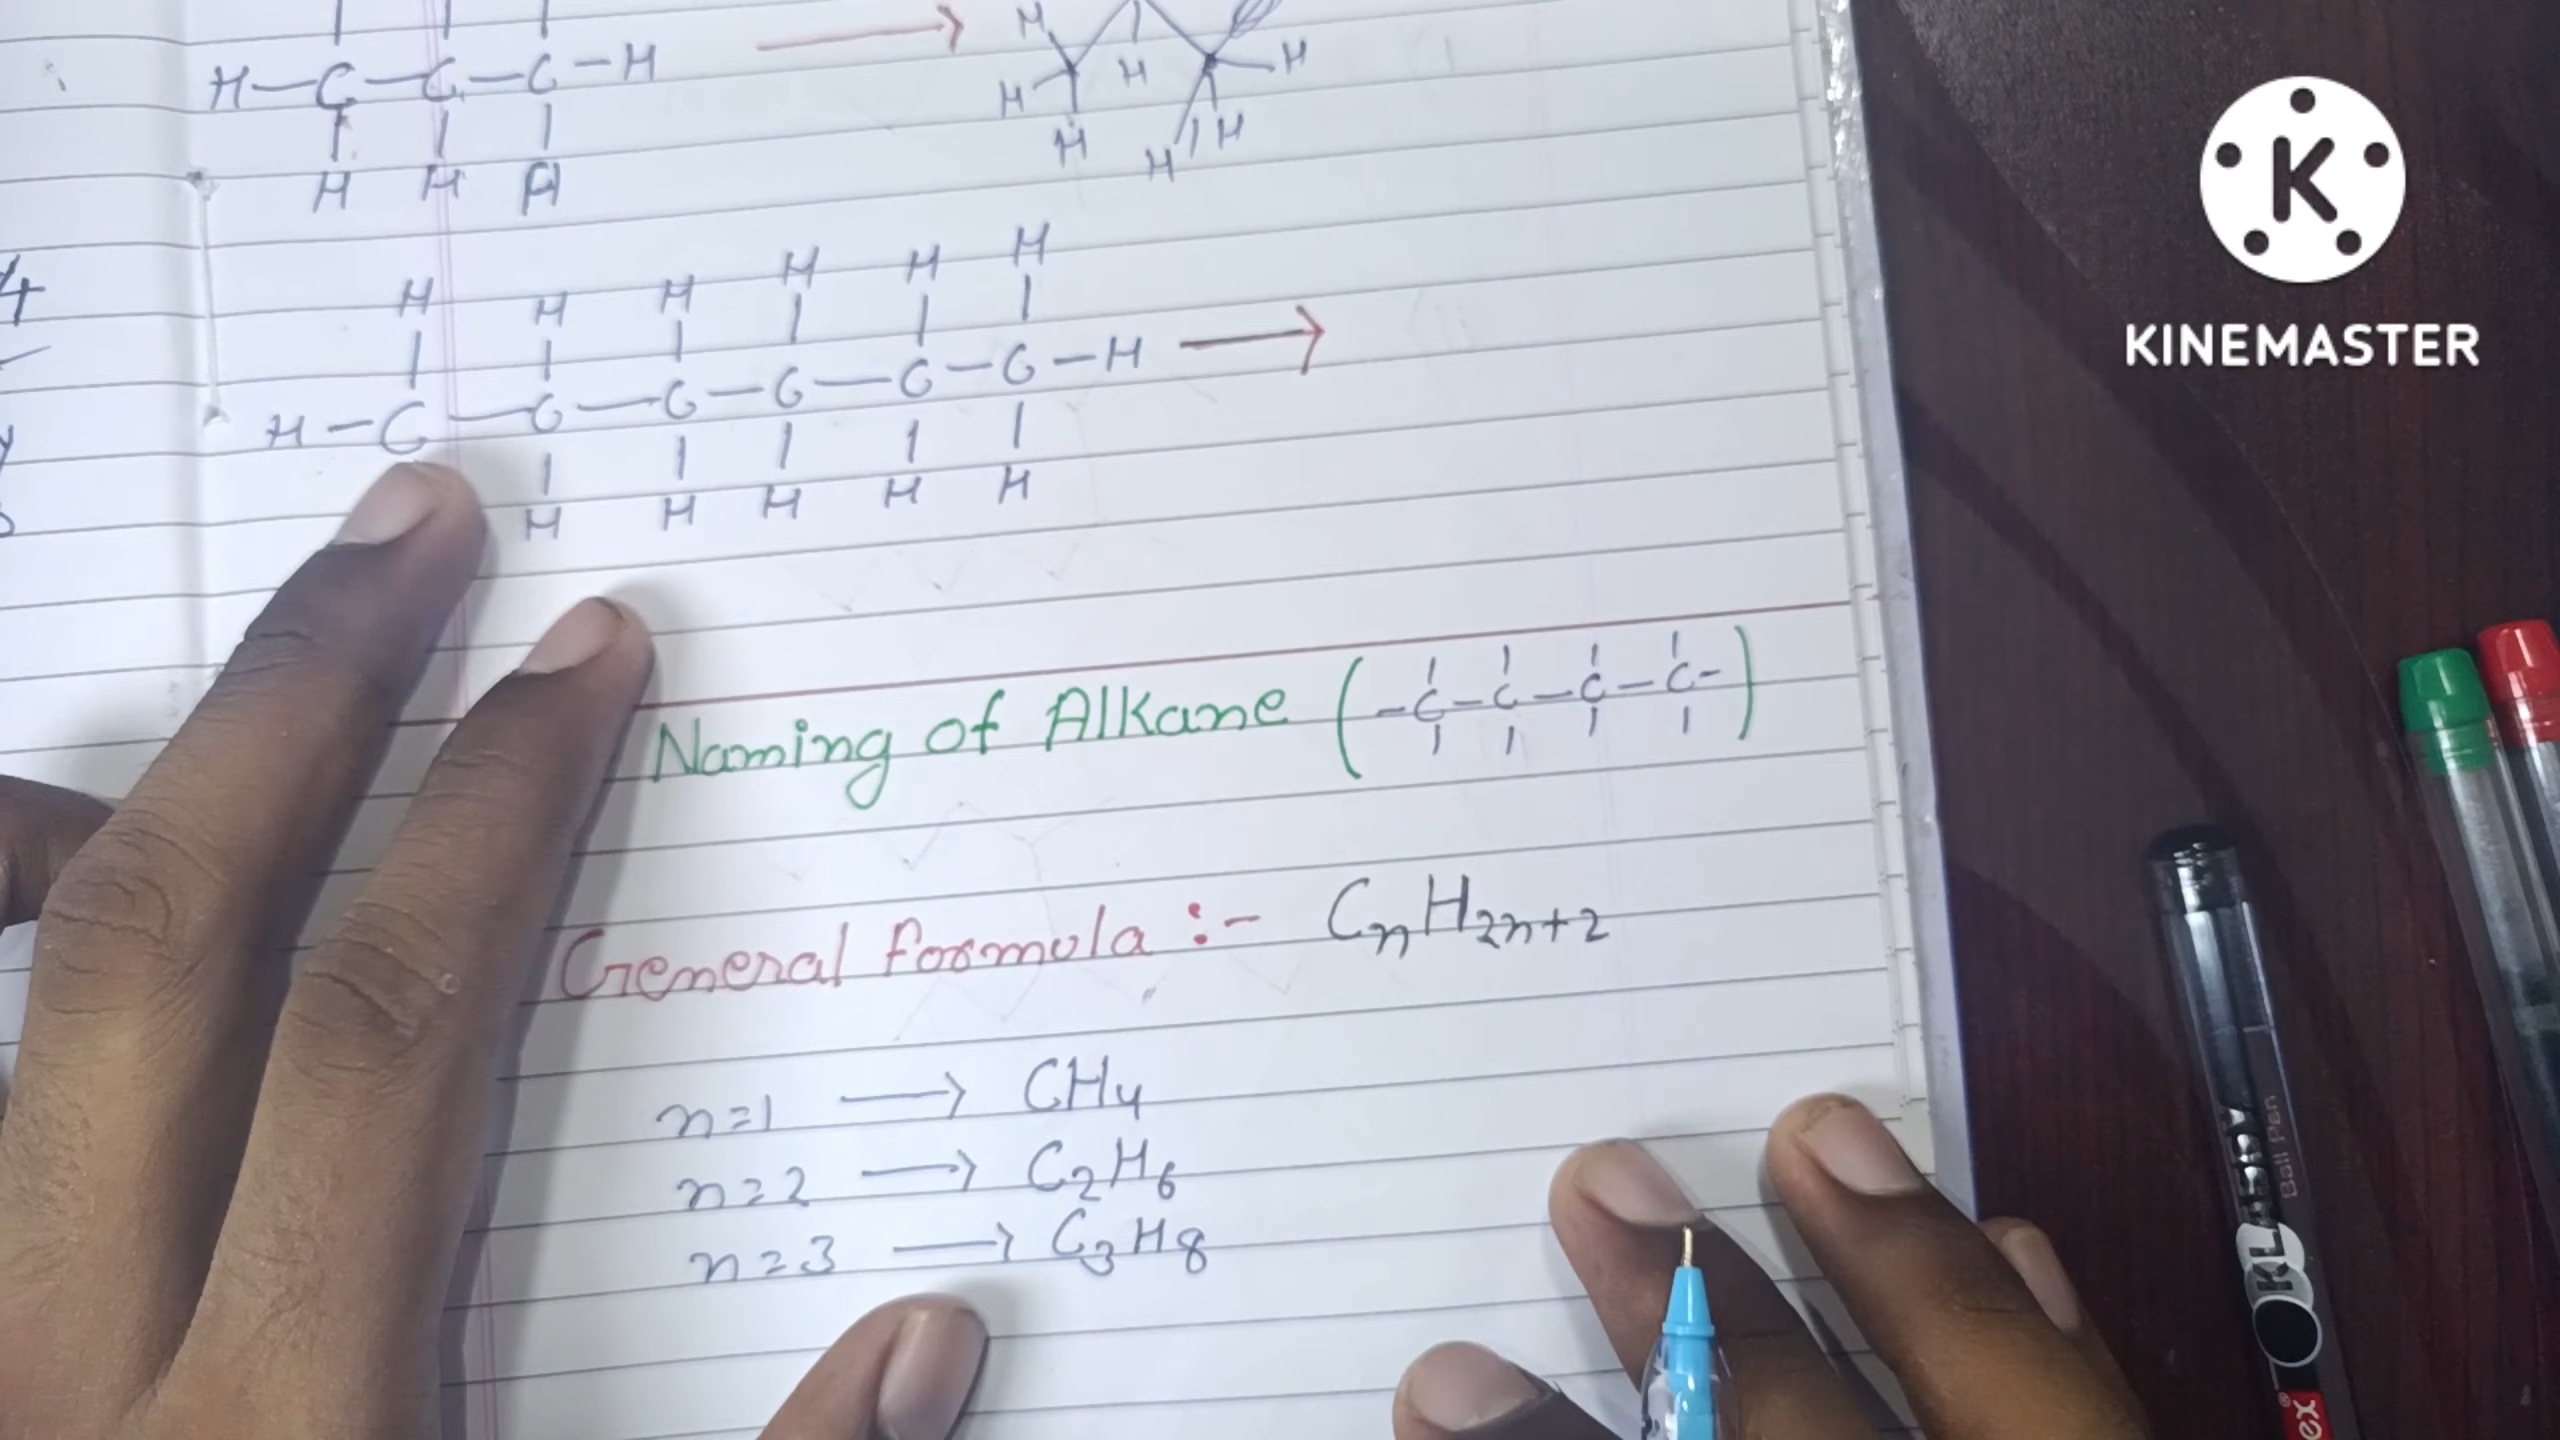 H-C-C-C-H
H H H
H
H H
H H
H
H H H H H H
H-C-C-C-C-C-C-H
H H H H H
Naming of Alkane (-C-C-C-C-)
General formula :- CnH2n+2
n=1 → CH4
n=2 → C2H6
n=3 → C3H8
K
KINEMASTER
Ball Pen